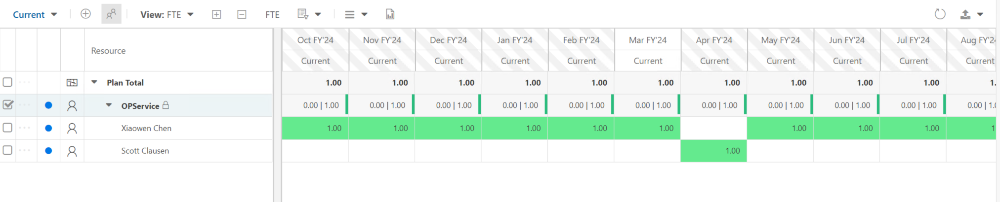 Current View: FTE FTE
Resource Oct FY'24 Nov FY'24 Dec FY'24 Jan FY'24 Feb FY'24 Mar FY'24 Apr FY'24 May FY'24 Jun FY'24 Jul FY'24 Aug
Current Current Current Current Current Current Current Current Current Current Current
Plan Total 1.00 1.00 1.00 1.00 1.00 1.00 1.00 1.00 1.00 1.00
OPService 0.00 | 1.00 0.00 | 1.00 0.00 | 1.00 0.00 | 1.00 0.00 | 1.00 0.00 | 1.00 0.00 | 1.00 0.00 | 1.00 0.00 | 1.00 0.00 | 1.00 0.00 |
Xiaowen Chen 1.00 1.00 1.00 1.00 1.00 1.00 1.00 1.00 1.00
Scott Clausen 1.00